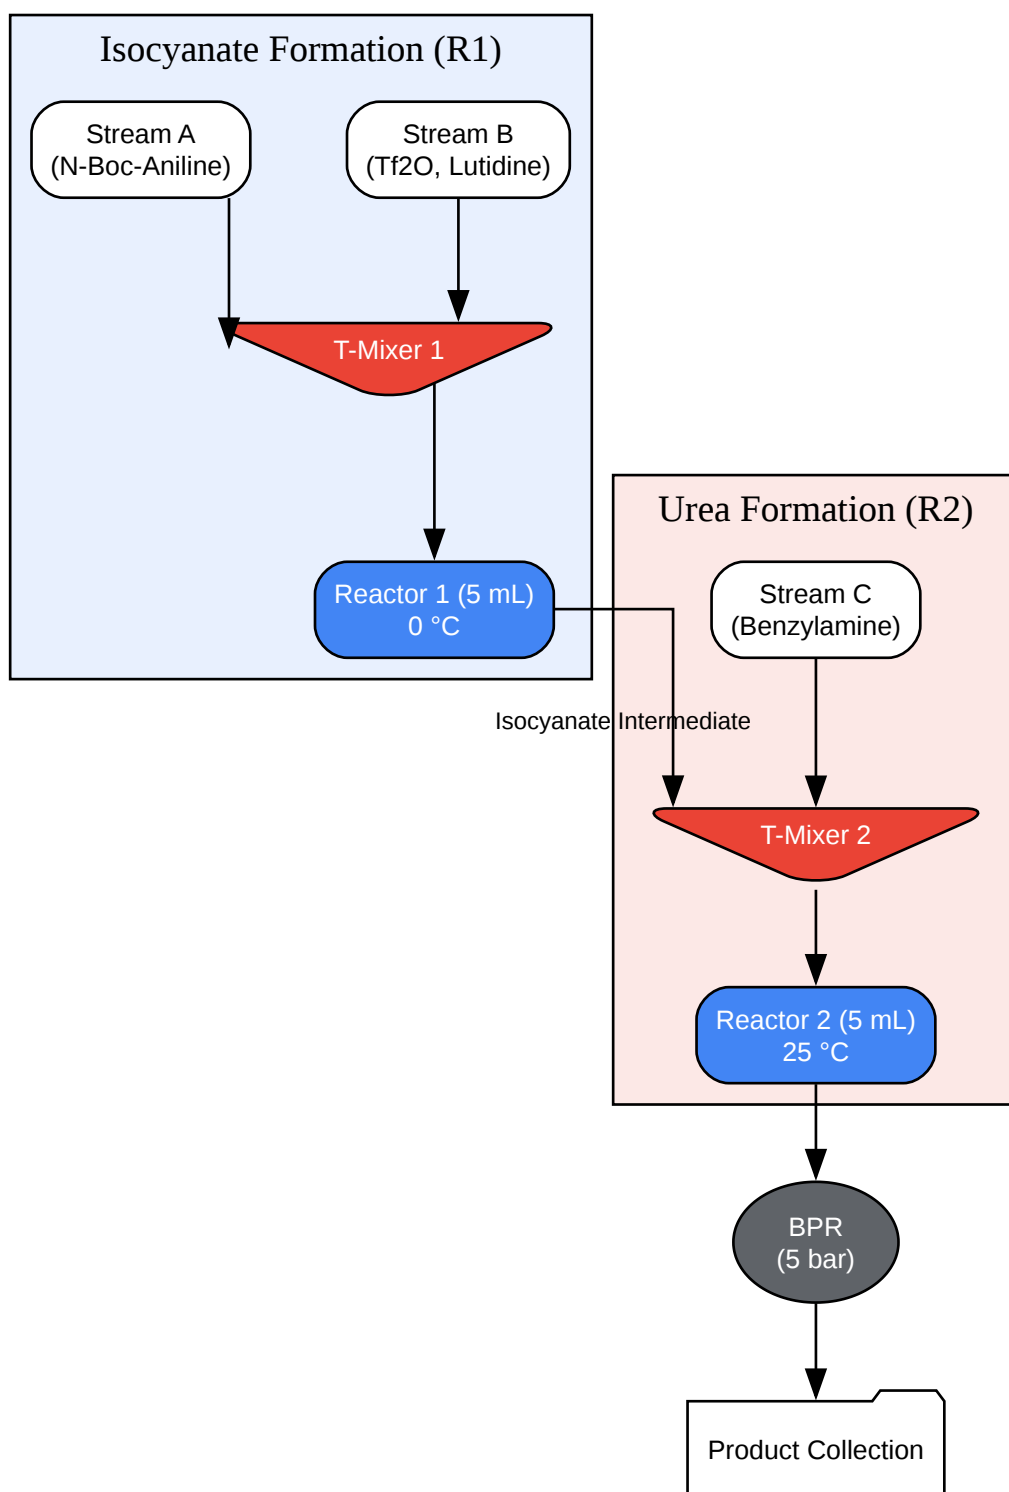 Isocyanate Formation (R1)
Stream A
(N-Boc-Aniline)
Stream B
(Tf2O, Lutidine)
T-Mixer 1
Reactor 1 (5 mL)
0 °C
Isocyanate Intermediate
Urea Formation (R2)
Stream C
(Benzylamine)
T-Mixer 2
Reactor 2 (5 mL)
25 °C
BPR
(5 bar)
Product Collection